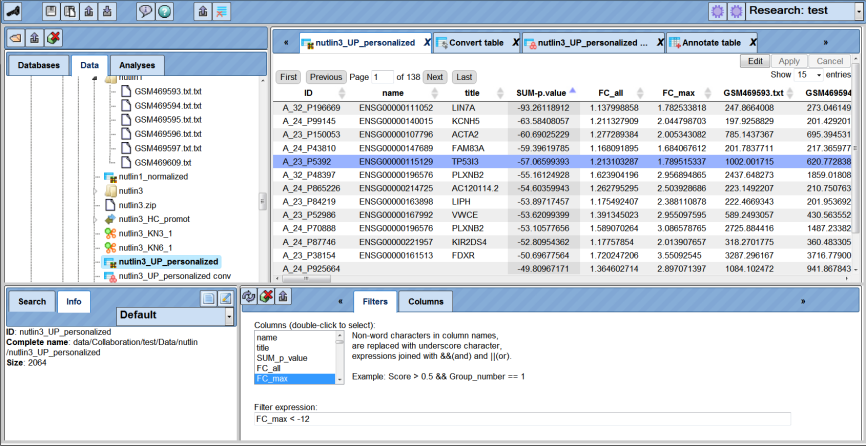 Research: test
Databases Data Analyses
nutlin1
GSM469593.txt.txt
GSM469594.txt.txt
GSM469595.txt.txt
GSM469596.txt.txt
GSM469597.txt.txt
GSM469609.txt.txt
nutlin1_normalized
nutlin3
nutlin3.zip
nutlin3_HC_promot
nutlin3_KN3_1
nutlin3_KN6_1
nutlin3_UP_personalized
nutlin3_UP_personalized conv
« nutlin3_UP_personalized X Convert table X nutlin3_UP_personalized ... X Annotate table X »
Edit Apply Cancel
First Previous Page 1 of 138 Next Last Show 15 entries
ID name title SUM-p.value FC_all FC_max GSM469593.txt GSM469594
A_32_P196669 ENSG00000111052 LIN7A -93.26118912 1.137998858 1.782533818 247.8664008 273.046149
A_24_P99145 ENSG00000140015 KCNH5 -63.58408057 1.211327909 2.044798703 197.9258829 201.429201
A_23_P150053 ENSG00000107796 ACTA2 -60.69025229 1.277289384 2.005343082 785.1437367 695.394531
A_24_P43810 ENSG00000147689 FAM83A -59.39619785 1.168091895 1.684067612 201.7837711 217.365977
A_23_P5392 ENSG00000115129 TP53I3 -57.06599393 1.213103287 1.789515337 1002.001715 620.772838
A_32_P48397 ENSG00000196576 PLXNB2 -55.16124928 1.623904196 2.956894865 2437.648273 1859.01808
A_24_P865226 ENSG00000214725 AC120114.2 -54.60359943 1.262795295 2.503928686 223.1492207 210.750763
A_23_P84219 ENSG00000163898 LIPH -53.89717457 1.175492407 2.388110878 222.4669343 201.953692
A_23_P52986 ENSG00000167992 VWCE -53.62099399 1.391345023 2.955097595 589.2493057 430.563552
A_24_P70888 ENSG00000196576 PLXNB2 -53.10577656 1.589070264 3.086578765 2725.884416 1487.23382
A_24_P87746 ENSG00000221957 KIR2DS4 -52.80954362 1.17757854 2.013907657 318.2701775 360.483305
A_23_P38154 ENSG00000161513 FDXR -50.69677564 1.720247206 3.55092545 3287.296167 3716.77900
A_24_P925664 -49.80967171 1.364602714 2.897071397 1084.102472 941.867843
Search Info
Default
ID: nutlin3_UP_personalized
Complete name: data/Collaboration/test/Data/nutlin
/nutlin3_UP_personalized
Size: 2064
« Filters Columns »
Columns (double-click to select):
name
title
SUM_p_value
FC_all
FC_max
Non-word characters in column names,
are replaced with underscore character,
expressions joined with &&(and) and ||(or).
Example: Score > 0.5 && Group_number == 1
Filter expression:
FC_max < -12